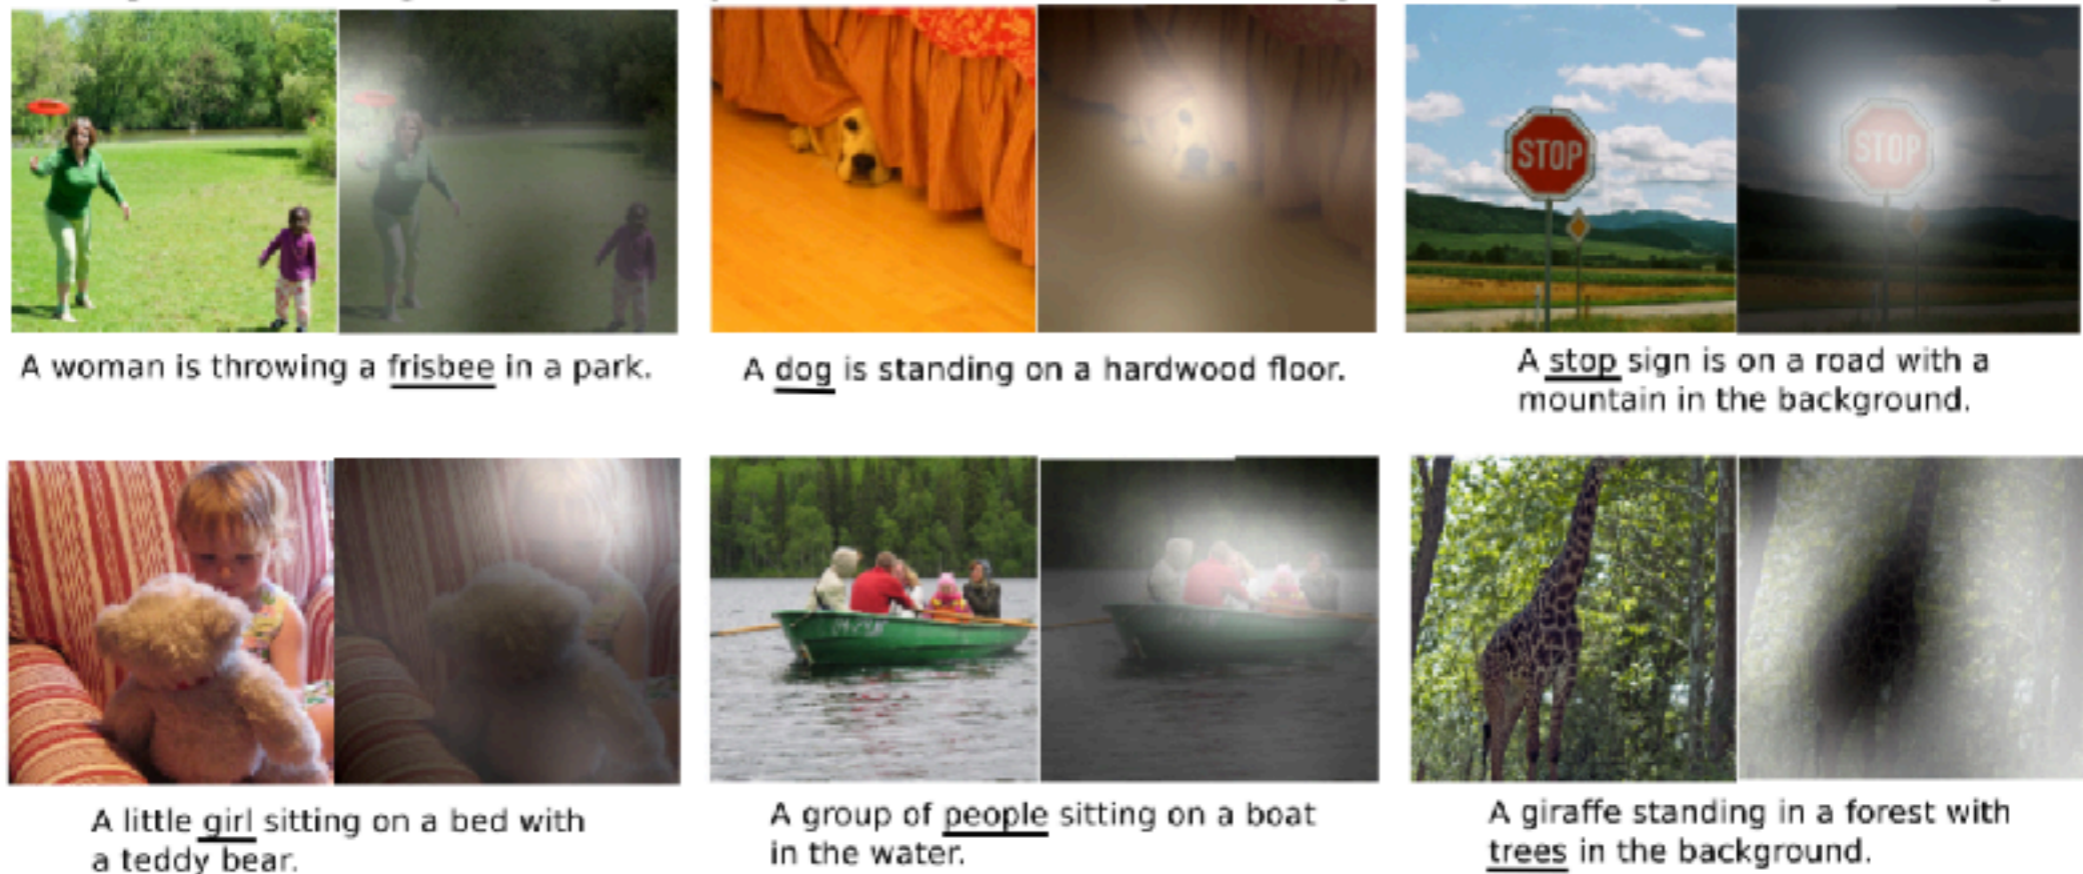 A woman is throwing a frisbee in a park.
A dog is standing on a hardwood floor.
STOP
STOP
A stop sign is on a road with a
mountain in the background.
A little girl sitting on a bed with
a teddy bear.
A group of people sitting on a boat
in the water.
A giraffe standing in a forest with
trees in the background.